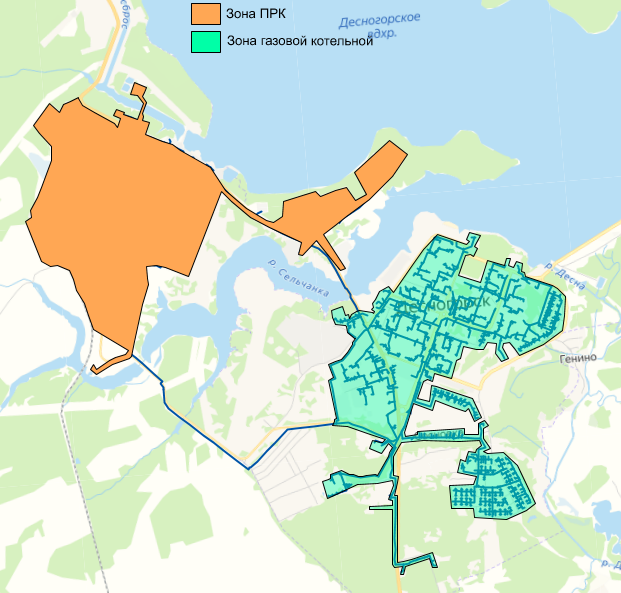 Зона ПРК
Зона газовой котельной
Десногорское
вдхр.
р. Сельчанка
р. Десна
Десногорск
Генино